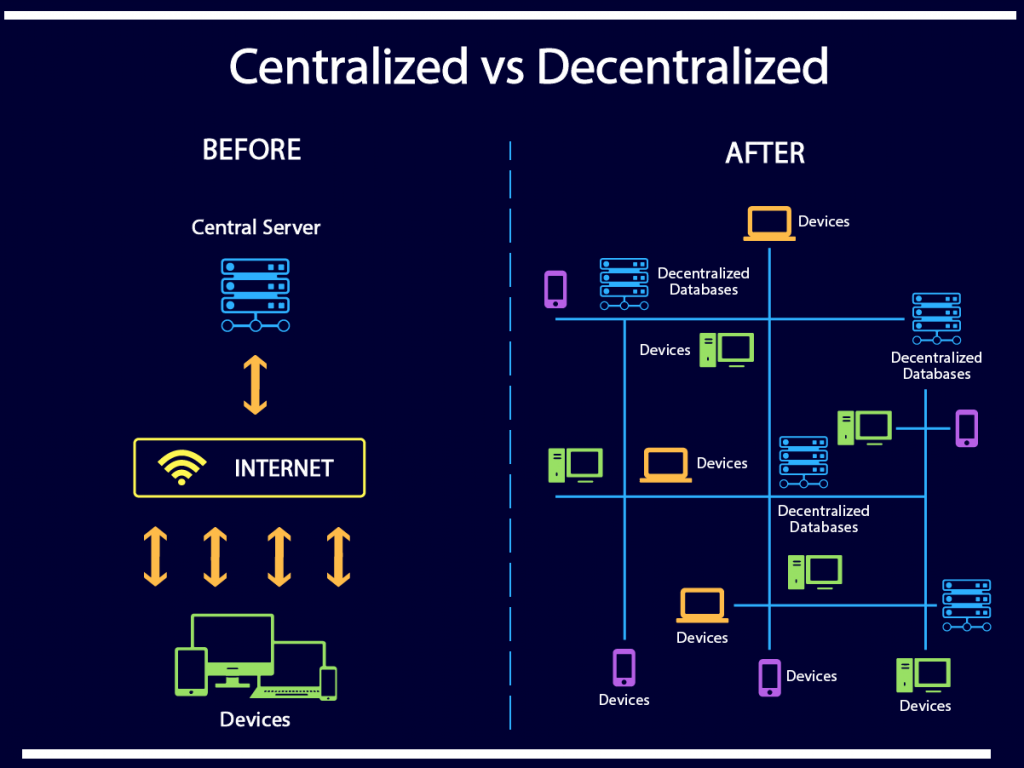 Centralized vs Decentralized
BEFORE
Central Server
INTERNET
Devices
AFTER
Devices
Decentralized
Databases
Devices
Decentralized
Databases
Devices
Decentralized
Databases
Devices
Devices
Devices
Devices